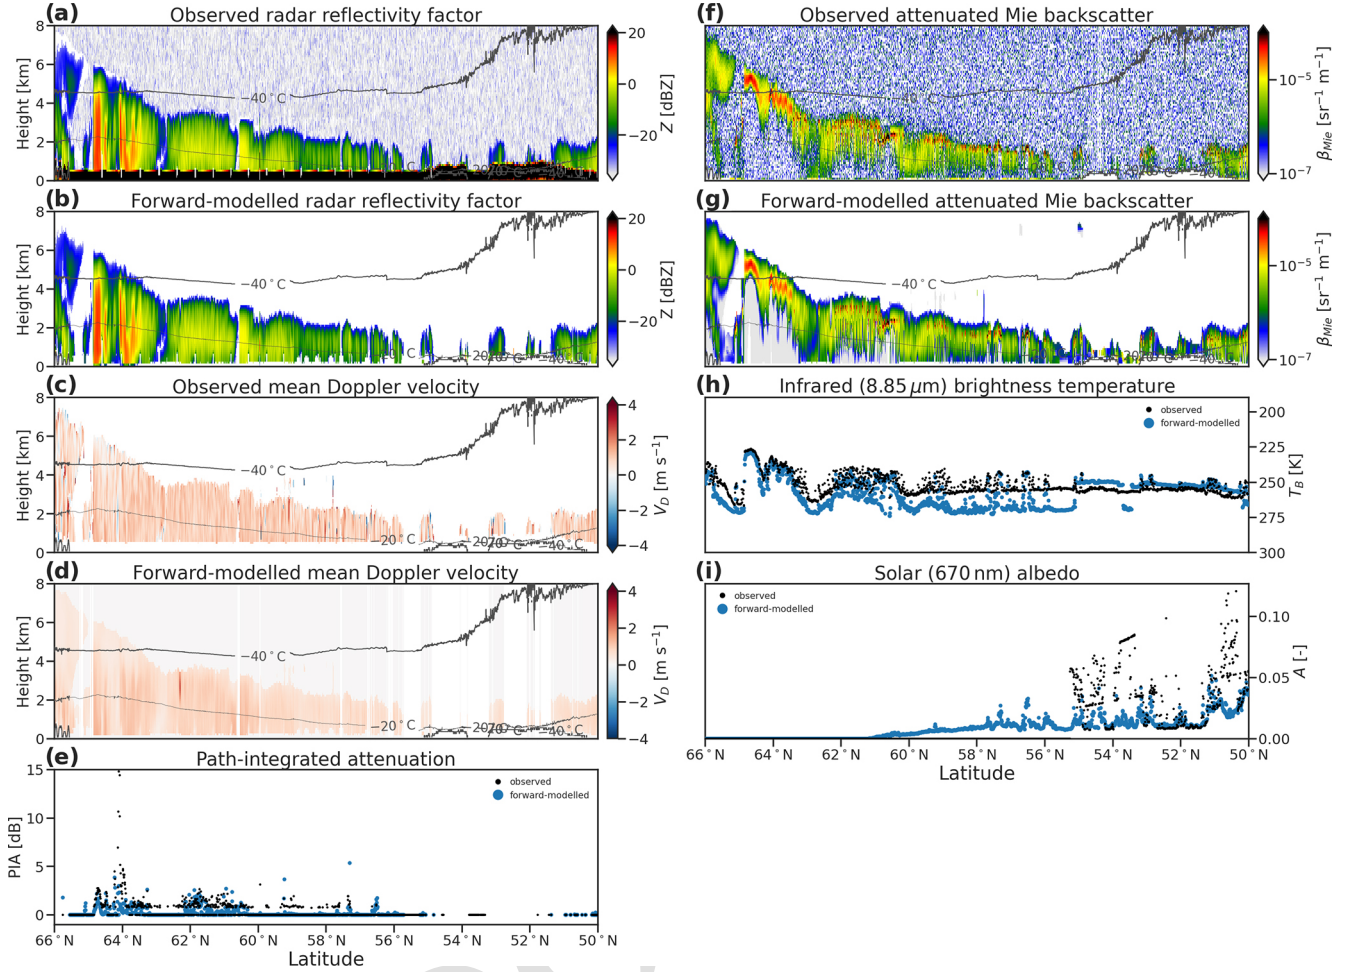 (a) Observed radar reflectivity factor
8
6
4
2
0
Height [km]
−40°C
20
0
−20
Z [dBZ]
(b) Forward-modelled radar reflectivity factor
8
6
4
2
0
Height [km]
−40°C
20
0
−20
Z [dBZ]
(c) Observed mean Doppler velocity
8
6
4
2
0
Height [km]
−40°C
−20°C
−40°C
4
2
0
−2
−4
V_D [m s⁻¹]
(d) Forward-modelled mean Doppler velocity
8
6
4
2
0
Height [km]
−40°C
−20°C
−40°C
4
2
0
−2
−4
V_D [m s⁻¹]
(e) Path-integrated attenuation
15
10
5
0
PIA [dB]
observed
forward-modelled
66°N 64°N 62°N 60°N 58°N 56°N 54°N 52°N 50°N
Latitude
(f) Observed attenuated Mie backscatter
−40°C
10⁻⁵
10⁻⁷
β_Mie [sr⁻¹ m⁻¹]
(g) Forward-modelled attenuated Mie backscatter
−40°C
10⁻⁵
10⁻⁷
β_Mie [sr⁻¹ m⁻¹]
(h) Infrared (8.85 μm) brightness temperature
observed
forward-modelled
200
225
250
275
300
T_B [K]
(i) Solar (670 nm) albedo
observed
forward-modelled
0.10
0.05
0.00
A [-]
66°N 64°N 62°N 60°N 58°N 56°N 54°N 52°N 50°N
Latitude